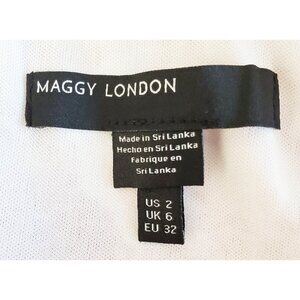 MAGGY LONDON
Made in Sri Lanka
Hecho en Sri Lanka
Fabrique en
Sri Lanka
US 2
UK 6
EU 32